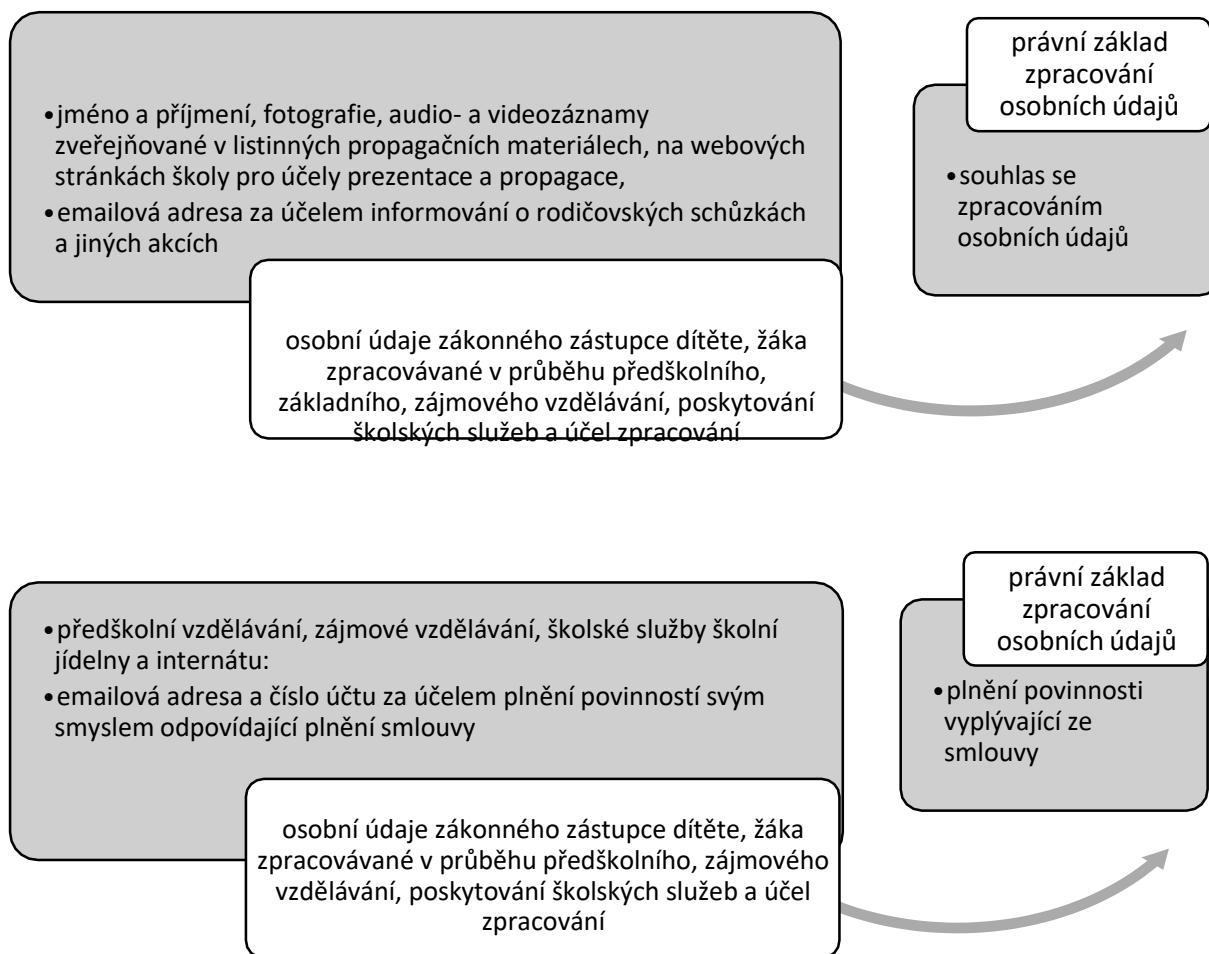 •jméno a příjmení, fotografie, audio- a videozáznamy
zveřejňované v listinných propagačních materiálech, na webových
stránkách školy pro účely prezentace a propagace,
•emailová adresa za účelem informování o rodičovských schůzkách
a jiných akcích
osobní údaje zákonného zástupce dítěte, žáka
zpracovávané v průběhu předškolního,
základního, zájmového vzdělávání, poskytování
školských služeb a účel zpracování
právní základ
zpracování
osobních údajů
•souhlas se
zpracováním
osobních údajů
•předškolní vzdělávání, zájmové vzdělávání, školské služby školní
jídelny a internátu:
•emailová adresa a číslo účtu za účelem plnění povinností svým
smyslem odpovídající plnění smlouvy
osobní údaje zákonného zástupce dítěte, žáka
zpracovávané v průběhu předškolního, zájmového
vzdělávání, poskytování školských služeb a účel
zpracování
právní základ
zpracování
osobních údajů
•plnění povinnosti
vyplývající ze
smlouvy